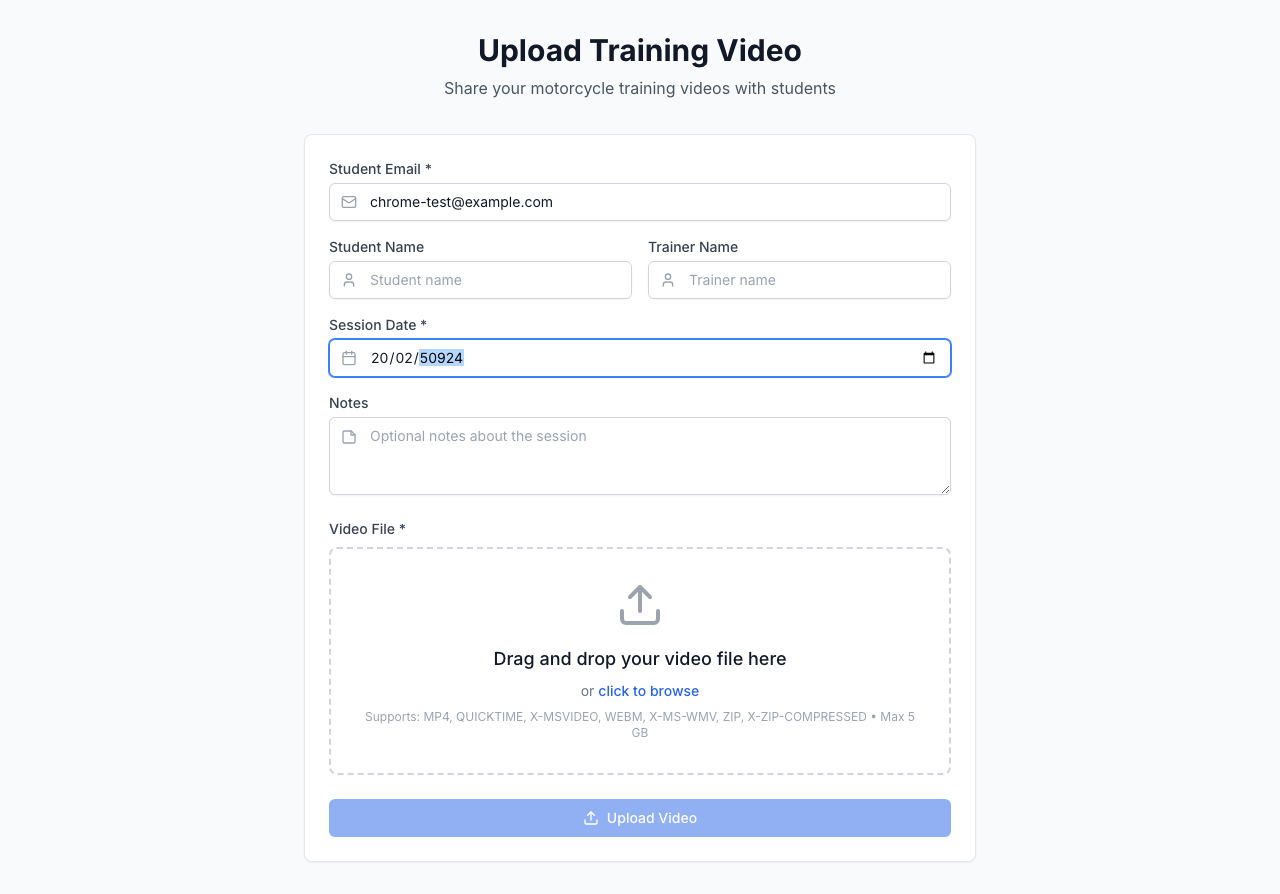 Upload Training Video
Share your motorcycle training videos with students
Student Email *
chrome-test@example.com
Student Name
Trainer Name
Student name
Trainer name
Session Date *
20/02/50924
Notes
Optional notes about the session
Video File *
Drag and drop your video file here
or click to browse
Supports: MP4, QUICKTIME, X-MSVIDEO, WEBM, X-MS-WMV, ZIP, X-ZIP-COMPRESSED • Max 5
GB
Upload Video